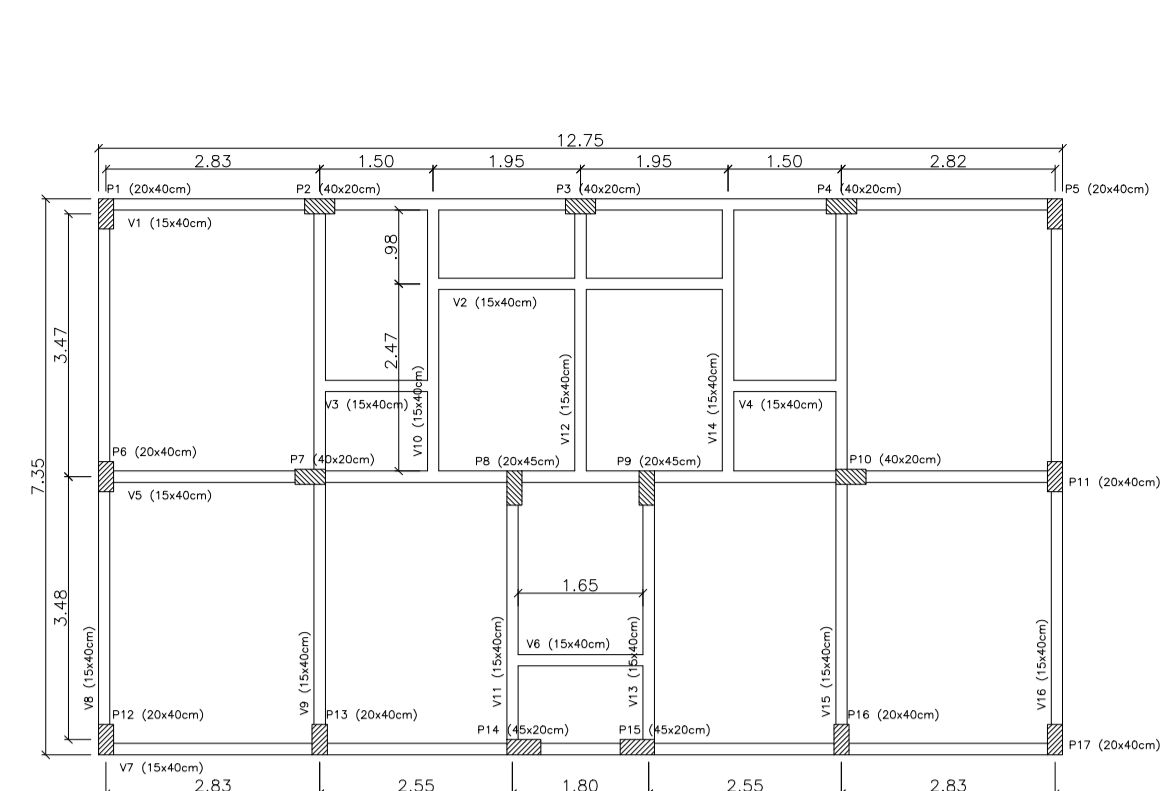 12.75
2.83 1.50 1.95 1.95 1.50 2.82
P1 (20x40cm) P2 (40x20cm) P3 (40x20cm) P4 (40x20cm) P5 (20x40cm)
V1 (15x40cm)
.98
V2 (15x40cm)
3.47
2.47
V3 (15x40cm)
V10 (15x40cm)
V12 (15x40cm)
V14 (15x40cm)
V4 (15x40cm)
P6 (20x40cm) P7 (40x20cm) P8 (20x45cm) P9 (20x45cm) P10 (40x20cm)
7.35
V5 (15x40cm)
P11 (20x40cm)
1.65
3.48
V6 (15x40cm)
V8 (15x40cm)
V9 (15x40cm)
V11 (15x40cm)
V13 (15x40cm)
V15 (15x40cm)
V16 (15x40cm)
P12 (20x40cm) P13 (20x40cm) P14 (45x20cm) P15 (45x20cm) P16 (20x40cm)
P17 (20x40cm)
V7 (15x40cm)
2.83 2.55 1.80 2.55 2.83